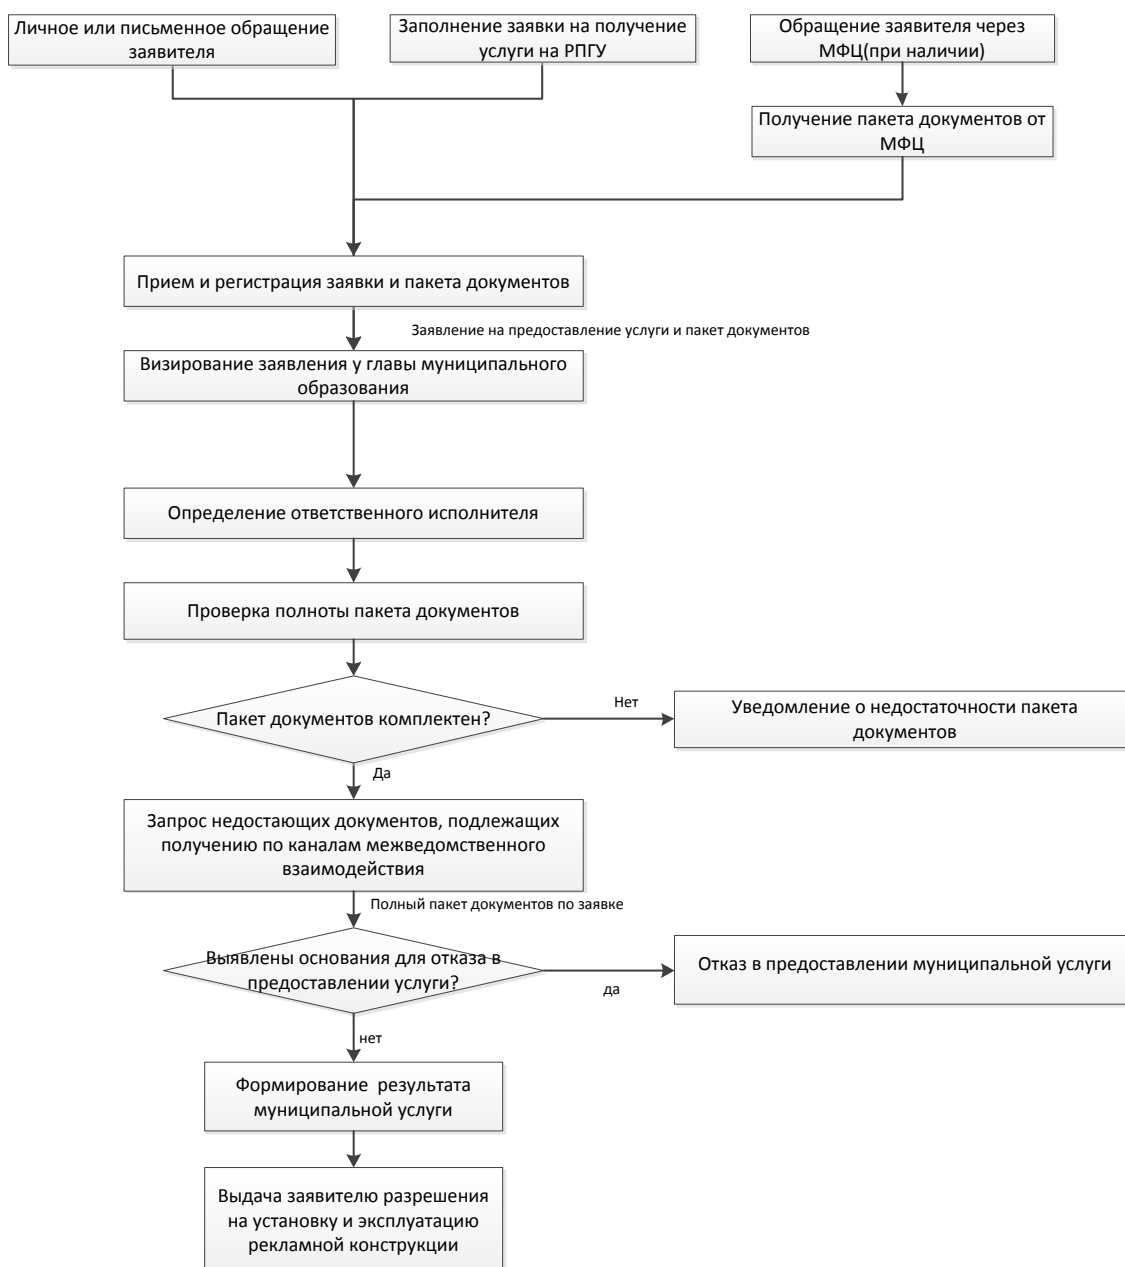 Личное или письменное обращение
заявителя
Заполнение заявки на получение
услуги на РПГУ
Обращение заявителя через
МФЦ(при наличии)
Получение пакета документов от
МФЦ
Прием и регистрация заявки и пакета документов
Заявление на предоставление услуги и пакет документов
Визирование заявления у главы муниципального
образования
Определение ответственного исполнителя
Проверка полноты пакета документов
Пакет документов комплектен?
Нет
Уведомление о недостаточности пакета
документов
Да
Запрос недостающих документов, подлежащих
получению по каналам межведомственного
взаимодействия
Полный пакет документов по заявке
Выявлены основания для отказа в
предоставлении услуги?
да
Отказ в предоставлении муниципальной услуги
нет
Формирование  результата
муниципальной услуги
Выдача заявителю разрешения
на установку и эксплуатацию
рекламной конструкции